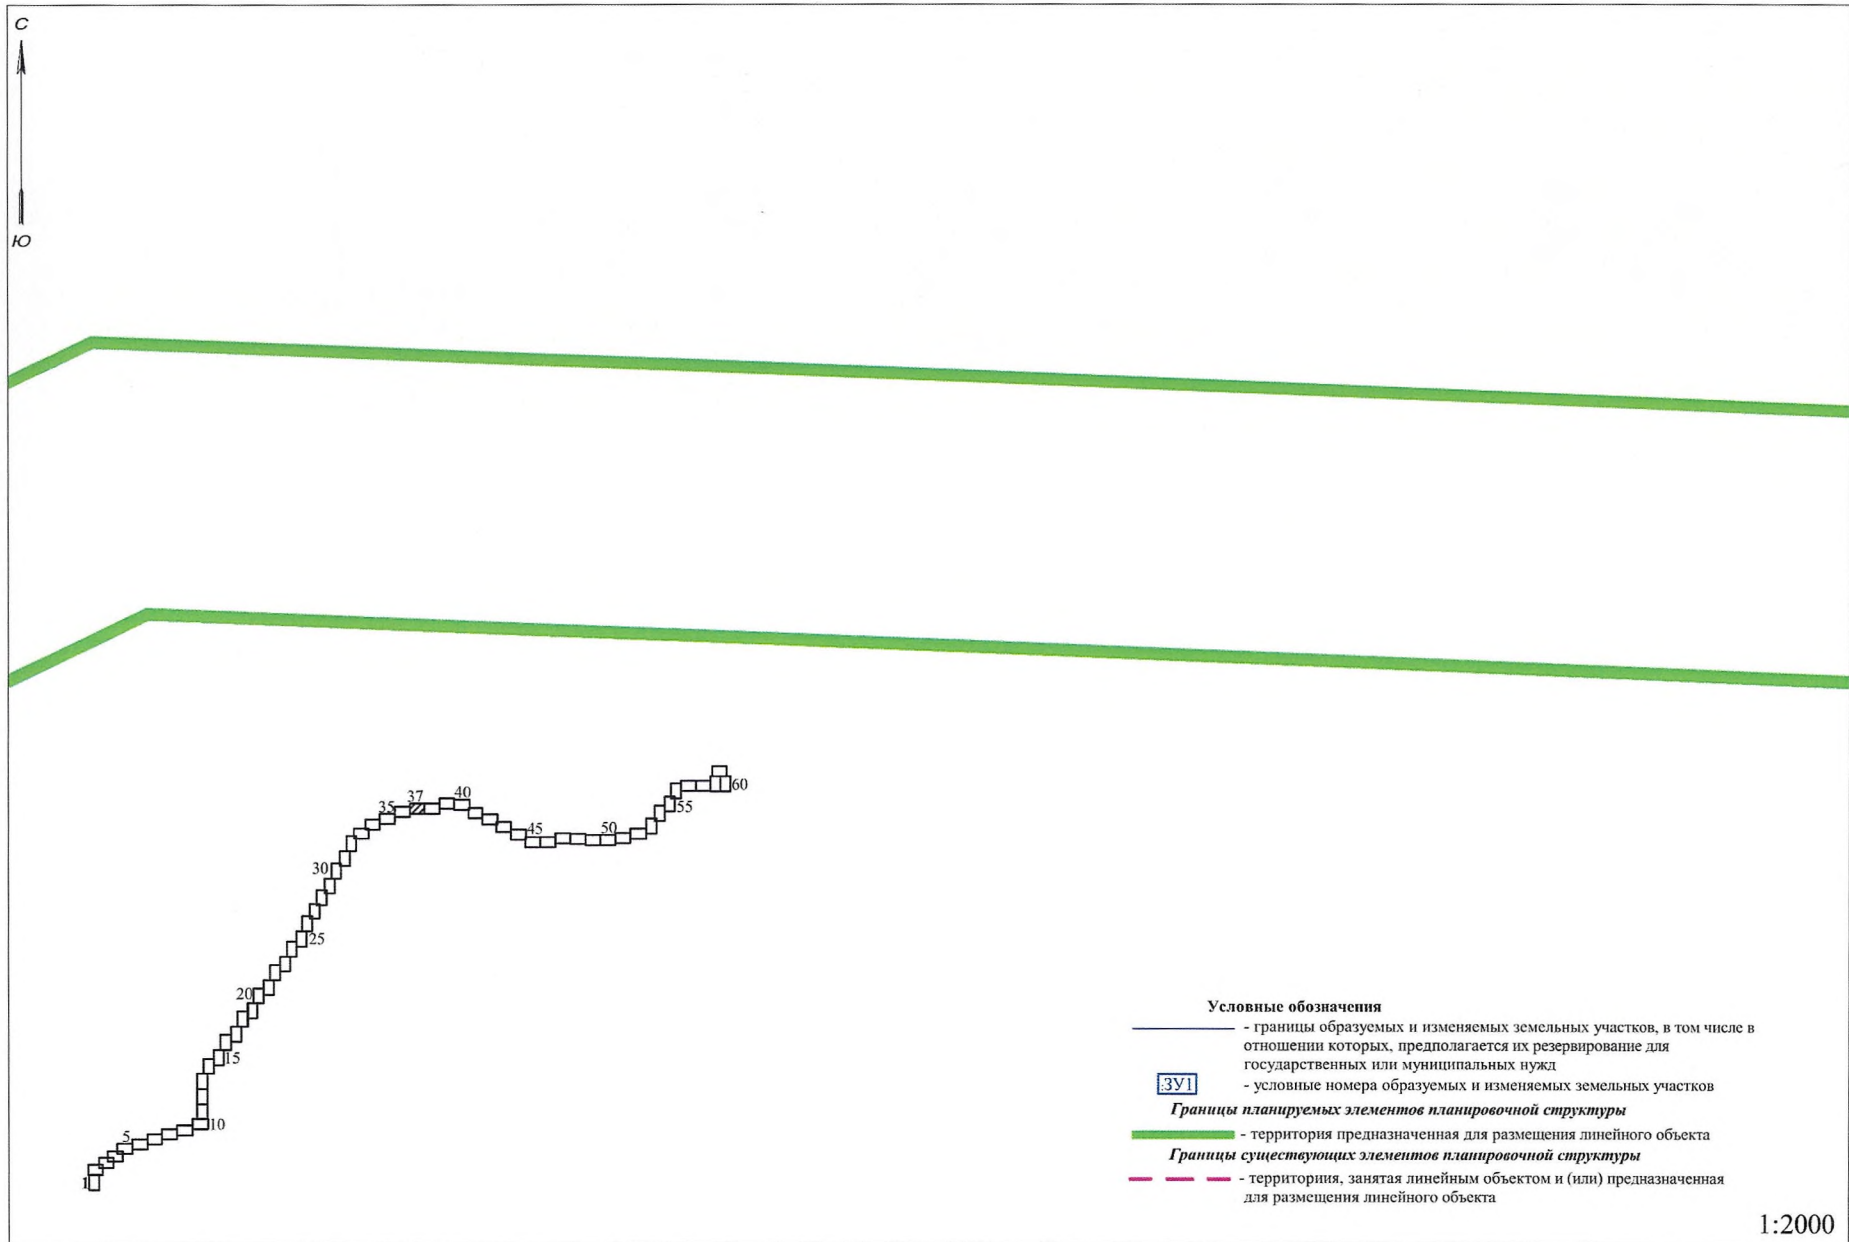 С
Ю
60
40
37
35
55
45
50
30
25
20
15
10
5
1
Условные обозначения
- границы образуемых и изменяемых земельных участков, в том числе в
отношении которых, предполагается их резервирование для
государственных или муниципальных нужд
:ЗУ1
- условные номера образуемых и изменяемых земельных участков
Границы планируемых элементов планировочной структуры
- территория предназначенная для размещения линейного объекта
Границы существующих элементов планировочной структуры
- территориия, занятая линейным объектом и (или) предназначенная
для размещения линейного объекта
1:2000